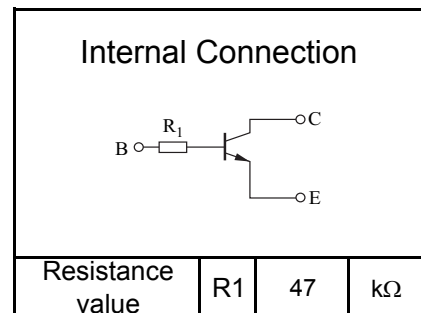 Internal Connection
R₁
C
B
E
Resistance value R1 47 kΩ